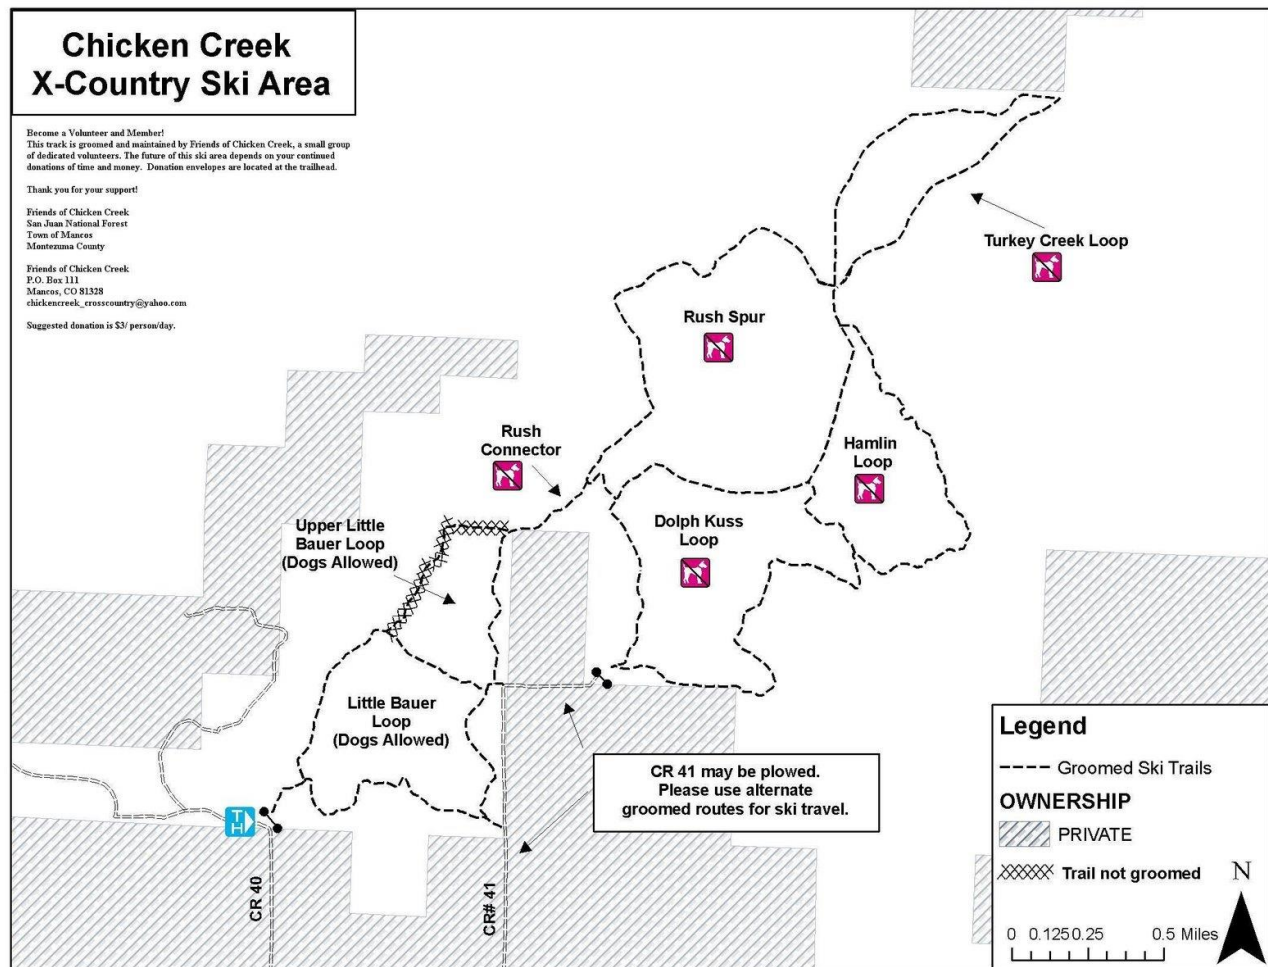 Chicken Creek
X-Country Ski Area
Become a Volunteer and Member!
This track is groomed and maintained by Friends of Chicken Creek, a small group
of dedicated volunteers. The future of this ski area depends on your continued
donations of time and money. Donation envelopes are located at the trailhead.
Thank you for your support!
Friends of Chicken Creek
San Juan National Forest
Town of Mancos
Montezuma County
Friends of Chicken Creek
P.O. Box 111
Mancos, CO 81328
chickencreek_crosscountry@yahoo.com
Suggested donation is $3/ person/day.
Turkey Creek Loop
Rush Spur
Rush
Connector
Hamlin
Loop
Dolph Kuss
Loop
Upper Little
Bauer Loop
(Dogs Allowed)
Little Bauer
Loop
(Dogs Allowed)
CR 41 may be plowed.
Please use alternate
groomed routes for ski travel.
TH
CR 40
CR# 41
Legend
Groomed Ski Trails
OWNERSHIP
PRIVATE
Trail not groomed
N
0 0.125 0.25 0.5 Miles